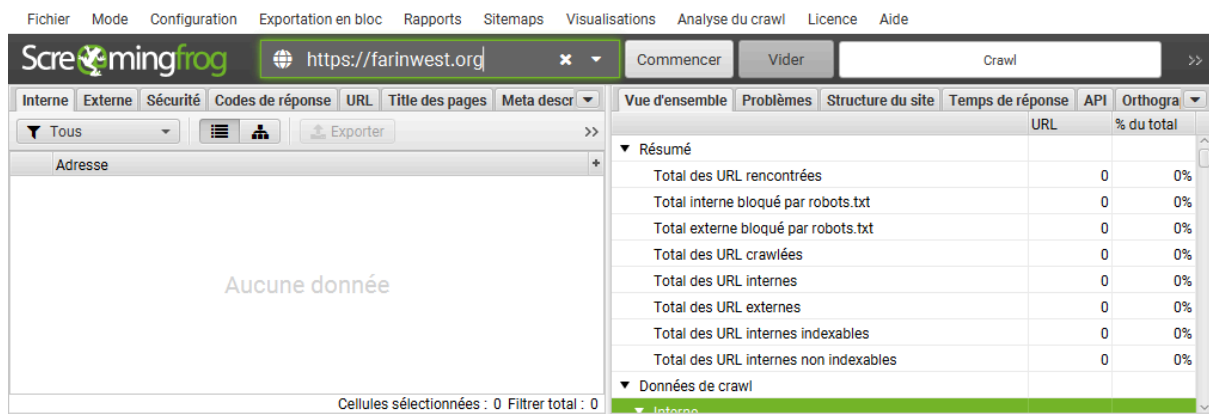 Fichier Mode Configuration Exportation en bloc Rapports Sitemaps Visualisations Analyse du crawl Licence Aide
Screamingfrog https://farinwest.org Commencer Vider Crawl
Interne Externe Sécurité Codes de réponse URL Title des pages Meta descr Vue d'ensemble Problèmes Structure du site Temps de réponse API Orthogra
Tous Exporter URL % du total
Adresse
Résumé
Total des URL rencontrées 0 0%
Total interne bloqué par robots.txt 0 0%
Total externe bloqué par robots.txt 0 0%
Total des URL crawlées 0 0%
Aucune donnée
Total des URL internes 0 0%
Total des URL externes 0 0%
Total des URL internes indexables 0 0%
Total des URL internes non indexables 0 0%
Données de crawl
Cellules sélectionnées : 0 Filtrer total : 0
Interne